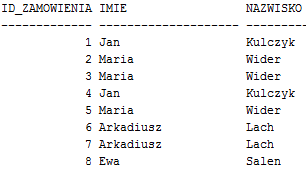 ID_ZAMOWIENIA IMIE NAZWISKO
------------- -------------------- --------
1 Jan Kulczyk
2 Maria Wider
3 Maria Wider
4 Jan Kulczyk
5 Maria Wider
6 Arkadiusz Lach
7 Arkadiusz Lach
8 Ewa Salen